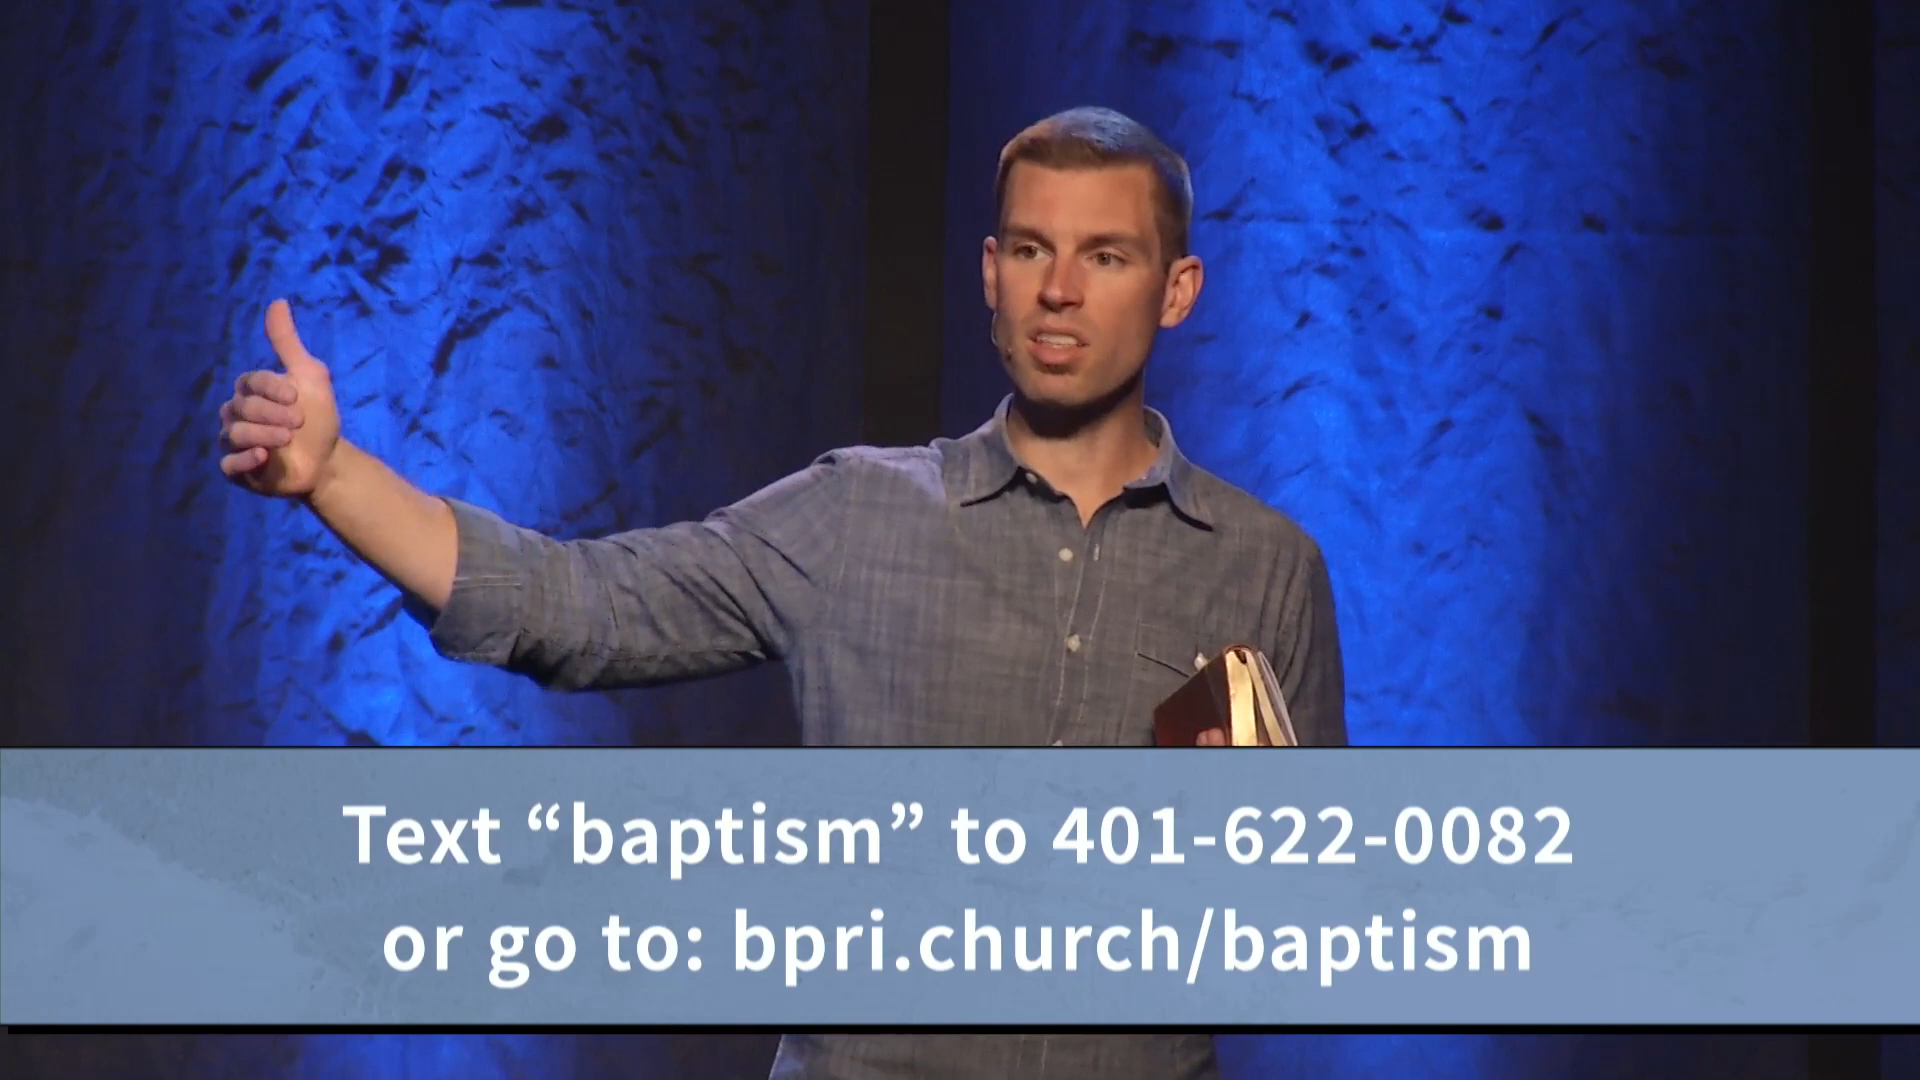 Text “baptism” to 401-622-0082
or go to: bpri.church/baptism